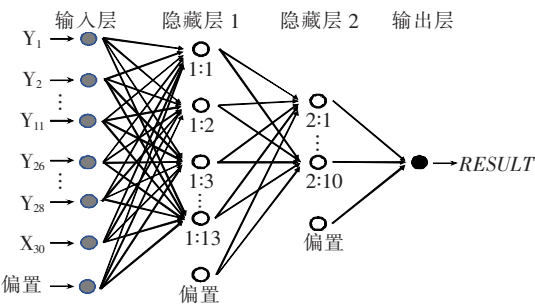 输入层 隐藏层 1 隐藏层 2 输出层
Y₁
Y₂
⋮
Y₁₁
Y₂₆
⋮
Y₂₈
X₃₀
偏置
1∶1
1∶2
1∶3
⋮
1∶13
偏置
2∶1
⋮
2∶10
偏置
RESULT